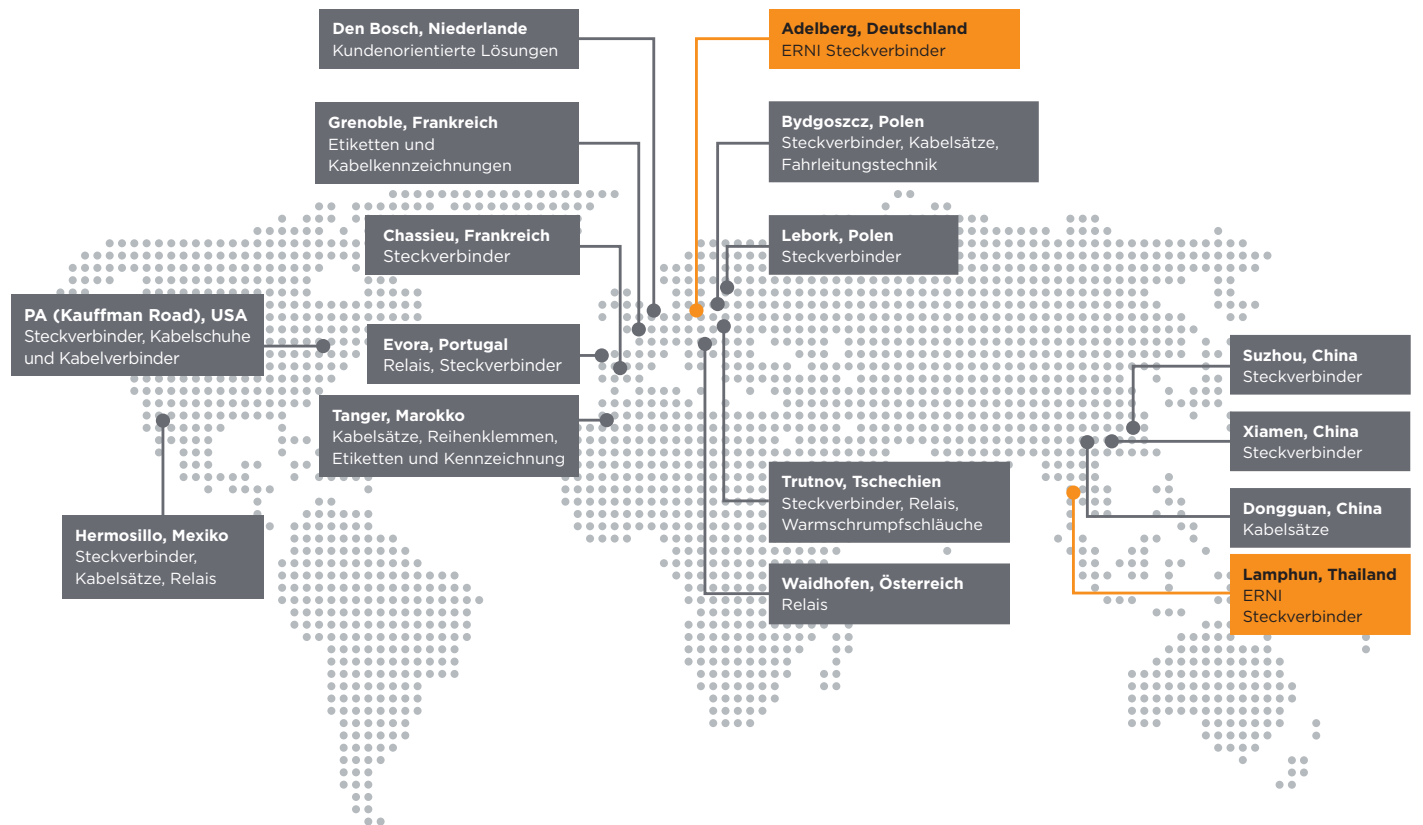 Den Bosch, Niederlande
Kundenorientierte Lösungen
Adelberg, Deutschland
ERNI Steckverbinder
Grenoble, Frankreich
Etiketten und
Kabelkennzeichnungen
Bydgoszcz, Polen
Steckverbinder, Kabelsätze,
Fahrleitungstechnik
Chassieu, Frankreich
Steckverbinder
Lebork, Polen
Steckverbinder
PA (Kauffman Road), USA
Steckverbinder, Kabelschuhe
und Kabelverbinder
Evora, Portugal
Relais, Steckverbinder
Suzhou, China
Steckverbinder
Tanger, Marokko
Kabelsätze, Reihenklemmen,
Etiketten und Kennzeichnung
Xiamen, China
Steckverbinder
Trutnov, Tschechien
Steckverbinder, Relais,
Warmschrumpfschläuche
Dongguan, China
Kabelsätze
Hermosillo, Mexiko
Steckverbinder,
Kabelsätze, Relais
Waidhofen, Österreich
Relais
Lamphun, Thailand
ERNI
Steckverbinder